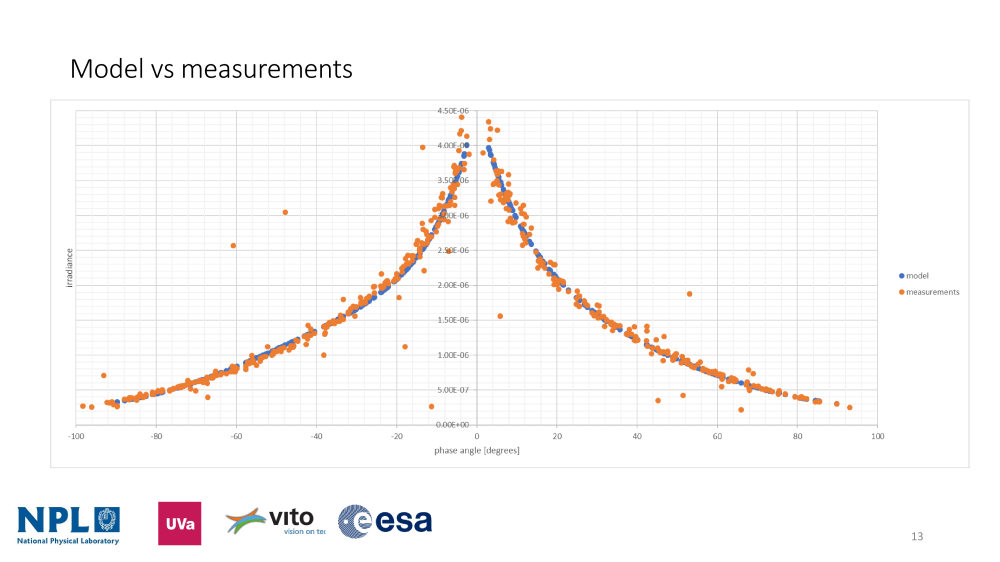 Model vs measurements
4.50E-06
4.00E-06
3.50E-06
3.00E-06
2.50E-06
2.00E-06
1.50E-06
1.00E-06
5.00E-07
0.00E+00
irradiance
-100 -80 -60 -40 -20 0 20 40 60 80 100
phase angle [degrees]
model
measurements
NPL
National Physical Laboratory
UVa
vito
vision on tec
esa
13